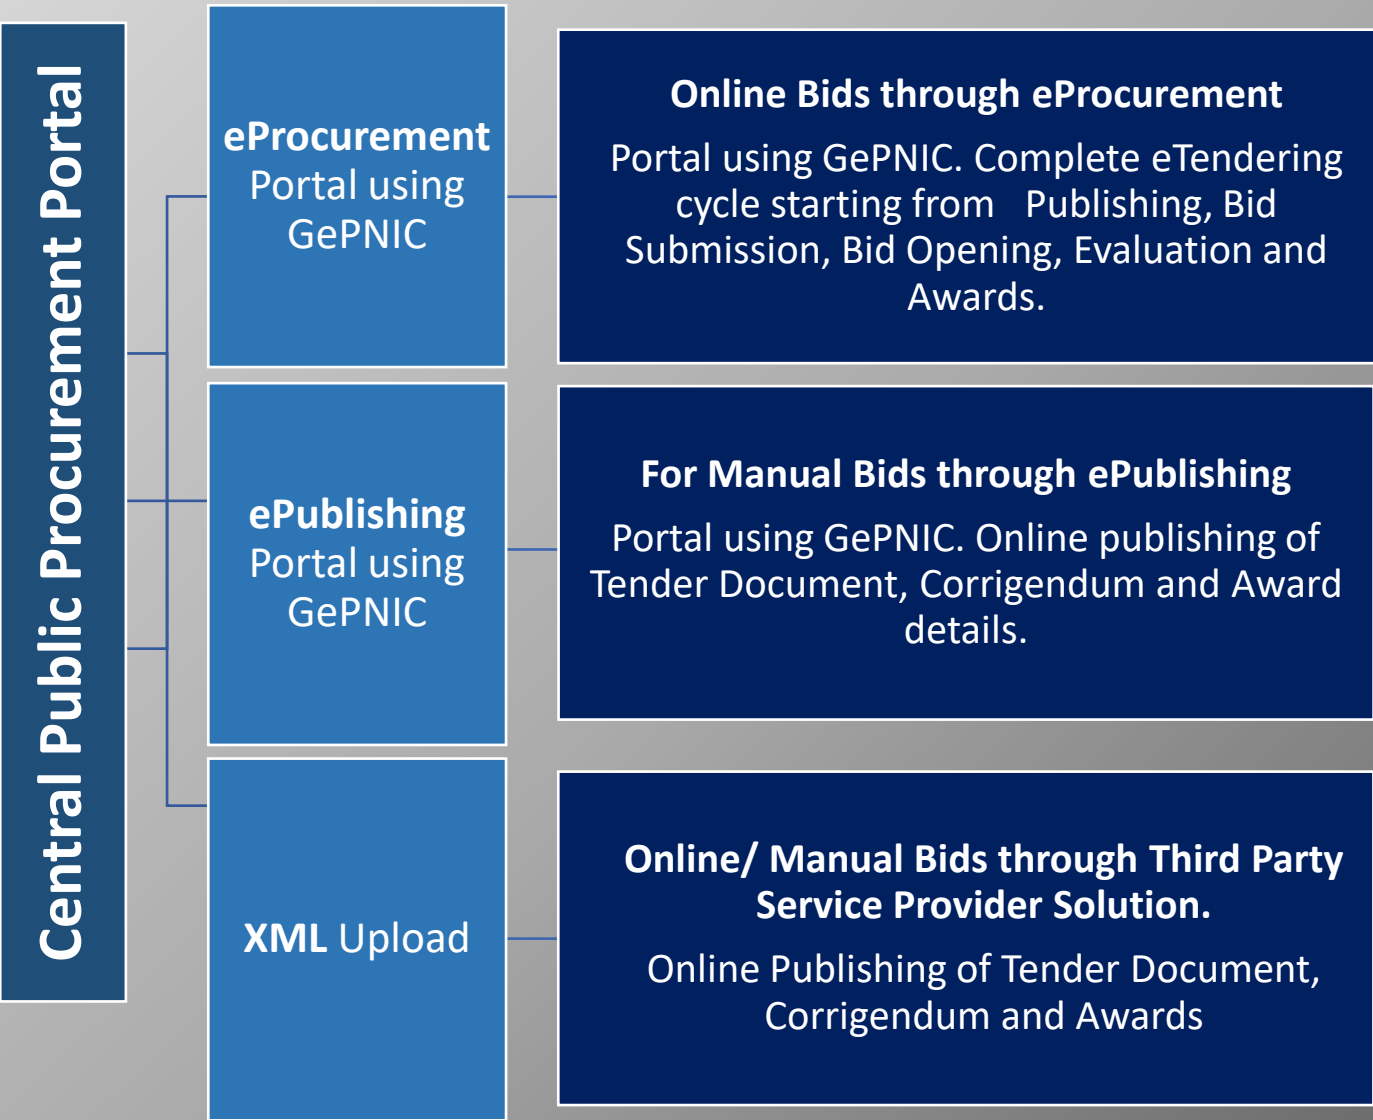 Central Public Procurement Portal
eProcurement
Portal using
GePNIC
Online Bids through eProcurement
Portal using GePNIC. Complete eTendering
cycle starting from Publishing, Bid
Submission, Bid Opening, Evaluation and
Awards.
ePublishing
Portal using
GePNIC
For Manual Bids through ePublishing
Portal using GePNIC. Online publishing of
Tender Document, Corrigendum and Award
details.
XML Upload
Online/ Manual Bids through Third Party
Service Provider Solution.
Online Publishing of Tender Document,
Corrigendum and Awards